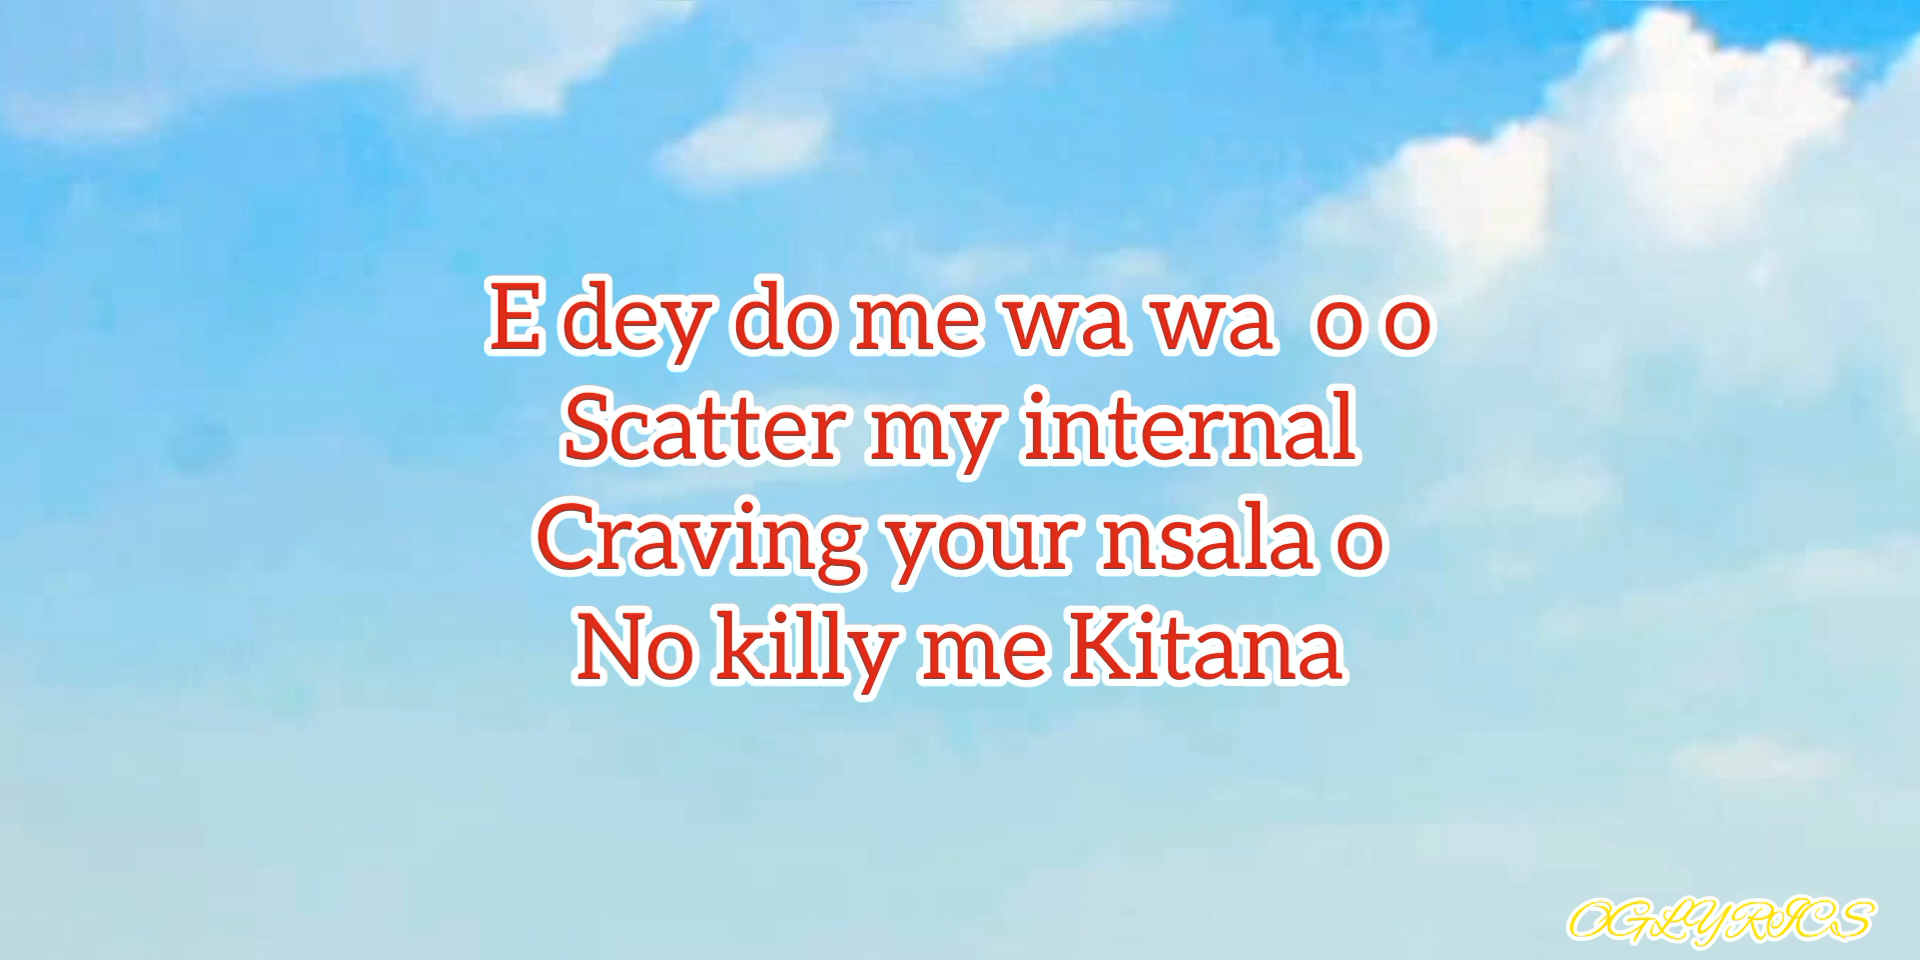 E dey do me wa wa o o
Scatter my internal
Craving your nsala o
No killy me Kitana
OGLYRICS